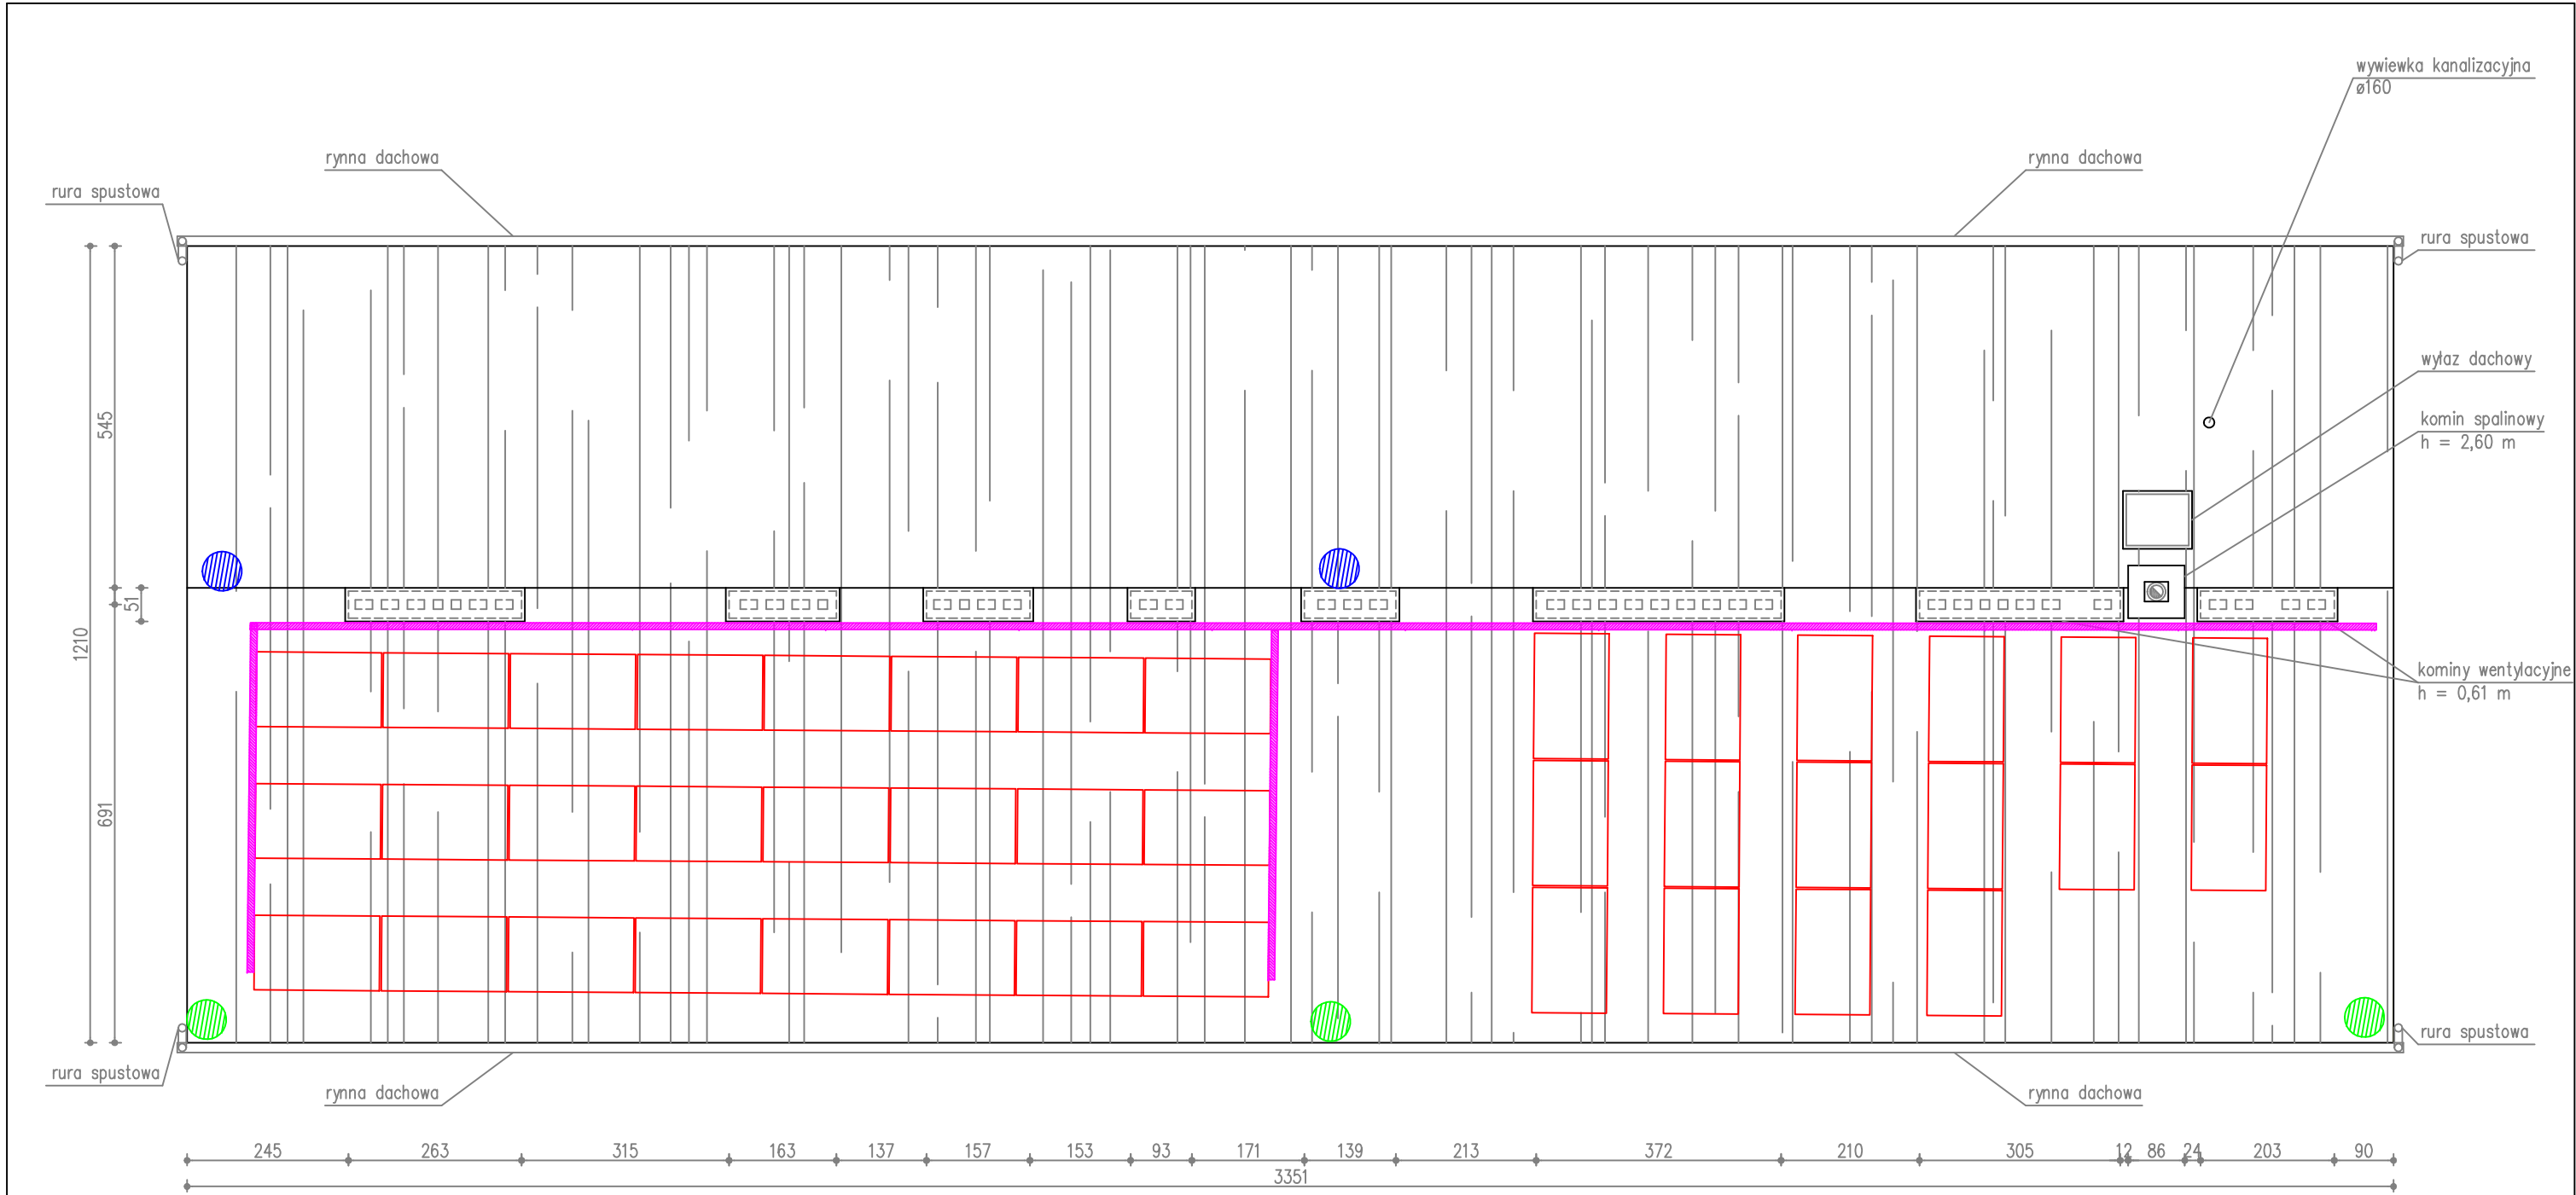 wywiewka kanalizacyjna
ø160
rynna dachowa
rynna dachowa
rura spustowa
rura spustowa
wyłaz dachowy
komin spalinowy
h = 2,60 m
545
51
1210
kominy wentylacyjne
h = 0,61 m
691
rura spustowa
rura spustowa
rynna dachowa
rynna dachowa
245 263 315 163 137 157 153 93 171 139 213 372 210 305 12 86 24 203 90
3351